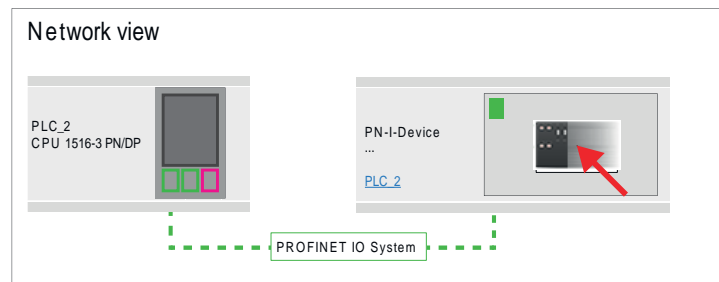 Network view
PLC_2
CPU 1516-3 PN/DP
PN-I-Device
...
PLC_2
PROFINET IO System